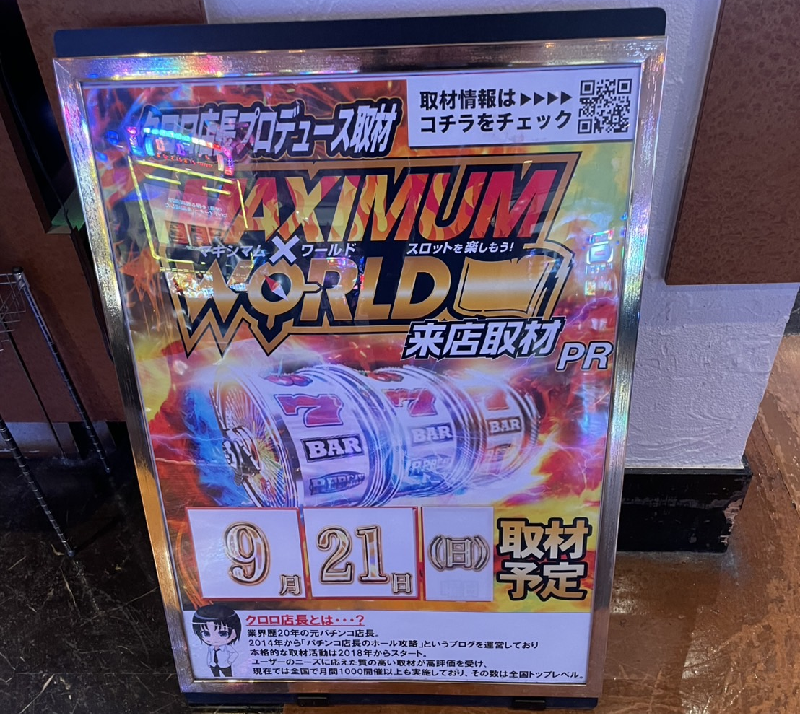 取材情報は▶▶▶▶
コチラをチェック
クロロ店長プロデュース取材
MAXIMUM
マキシマム×ワールド
スロットを楽しもう!
WORLD
来店取材
PR
7 7 7
BAR BAR BAR
REPLAY
9月21日(日)
取材
予定
クロロ店長とは・・・?
業界歴20年の元パチンコ店長。
2014年から「パチンコ店長のホール攻略」というブログを運営しており
本格的な取材活動は2018年からスタート。
ユーザーのニーズに応えた質の高い取材が高評価を受け、
現在では全国で月間1000開催以上も実施しており、その数は全国トップレベル。